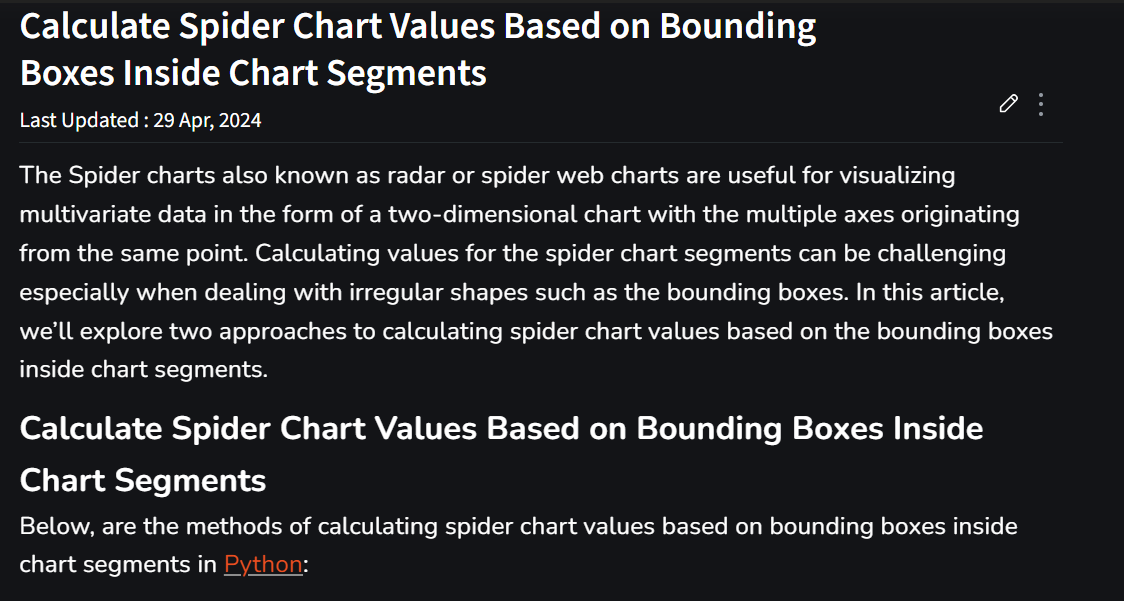 Calculate Spider Chart Values Based on Bounding
Boxes Inside Chart Segments
Last Updated : 29 Apr, 2024
The Spider charts also known as radar or spider web charts are useful for visualizing
multivariate data in the form of a two-dimensional chart with the multiple axes originating
from the same point. Calculating values for the spider chart segments can be challenging
especially when dealing with irregular shapes such as the bounding boxes. In this article,
we’ll explore two approaches to calculating spider chart values based on the bounding boxes
inside chart segments.
Calculate Spider Chart Values Based on Bounding Boxes Inside
Chart Segments
Below, are the methods of calculating spider chart values based on bounding boxes inside
chart segments in Python: